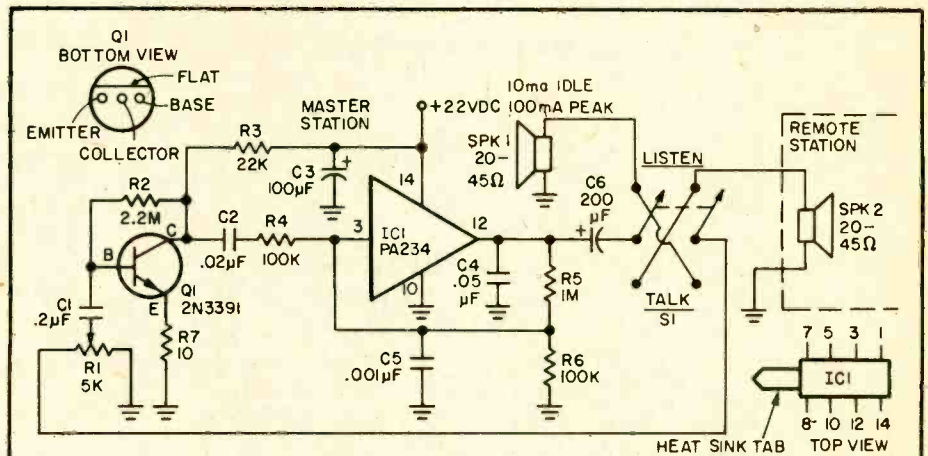 Q1
BOTTOM VIEW
FLAT
BASE
EMITTER
COLLECTOR
MASTER
STATION
+22VDC
10ma IDLE
100mA PEAK
SPK 1
20-
45Ω
LISTEN
REMOTE
STATION
SPK 2
20-
45Ω
R3
22K
C3
100µF
+
R2
2.2M
C2
.02µF
R4
100K
14
3
IC1
PA234
12
10
C6
200
µF
+
C4
.05
µF
R5
1M
TALK
S1
B
C
E
Q1
2N3391
C1
.2µF
R1
5K
R7
10
C5
.001µF
R6
100K
7 5 3 1
IC1
8- 10 12 14
HEAT SINK TAB
TOP VIEW